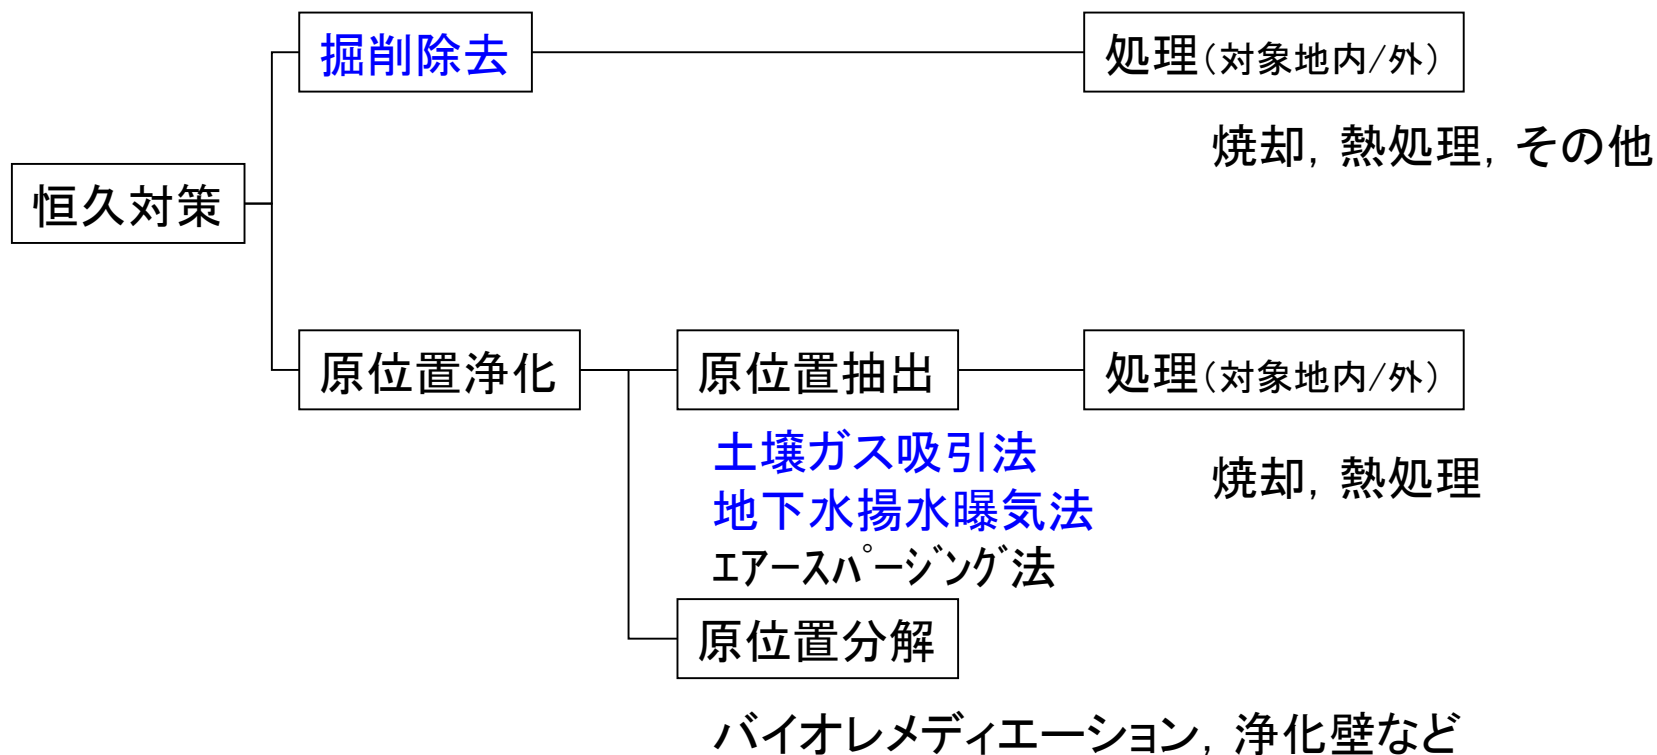 掘削除去
処理(対象地内/外)
焼却, 熱処理, その他
恒久対策
原位置浄化
原位置抽出
処理(対象地内/外)
土壌ガス吸引法
地下水揚水曝気法
ｴｱｰｽﾊﾟｰｼﾞﾝｸﾞ法
焼却, 熱処理
原位置分解
バイオレメディエーション, 浄化壁など